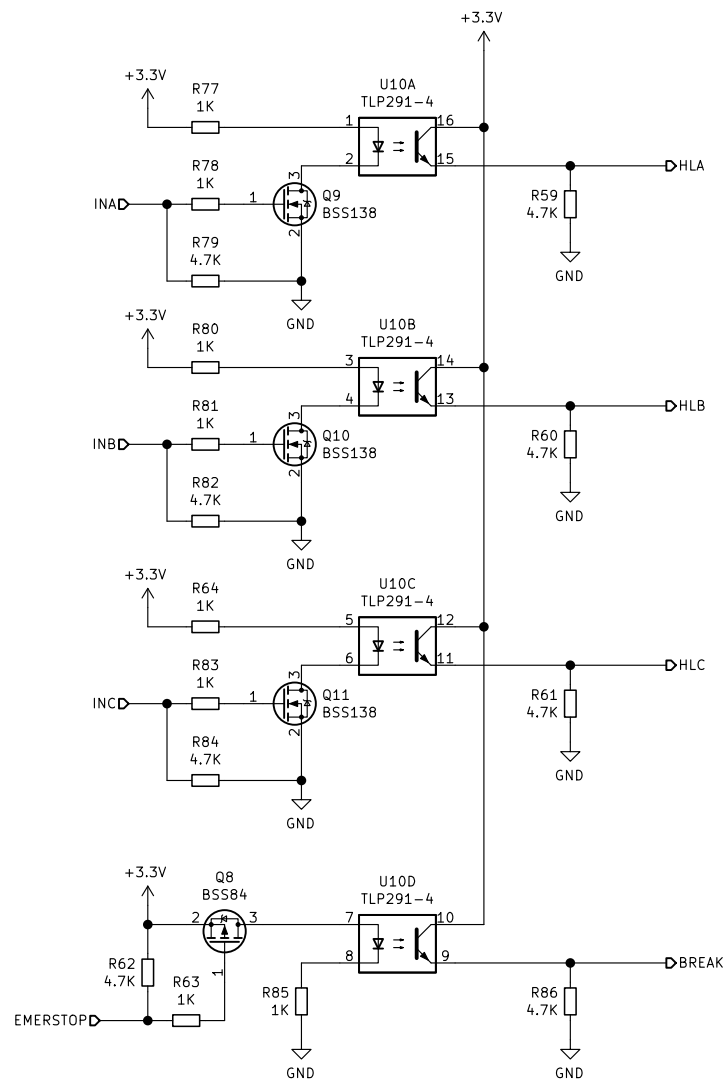 +3.3V
+3.3V
R77
1K
U10A
TLP291-4
1
16
2
15
HLA
R78
1K
INA
1
3
Q9
BSS138
2
R59
4.7K
GND
R79
4.7K
GND
+3.3V
R80
1K
U10B
TLP291-4
3
14
4
13
HLB
R81
1K
INB
1
3
Q10
BSS138
2
R60
4.7K
GND
R82
4.7K
GND
+3.3V
R64
1K
U10C
TLP291-4
5
12
6
11
HLC
R83
1K
INC
1
3
Q11
BSS138
2
R61
4.7K
GND
R84
4.7K
GND
+3.3V
Q8
BSS84
U10D
TLP291-4
2
3
7
10
8
9
BREAK
R62
4.7K
1
R63
1K
EMERSTOP
R85
1K
GND
R86
4.7K
GND